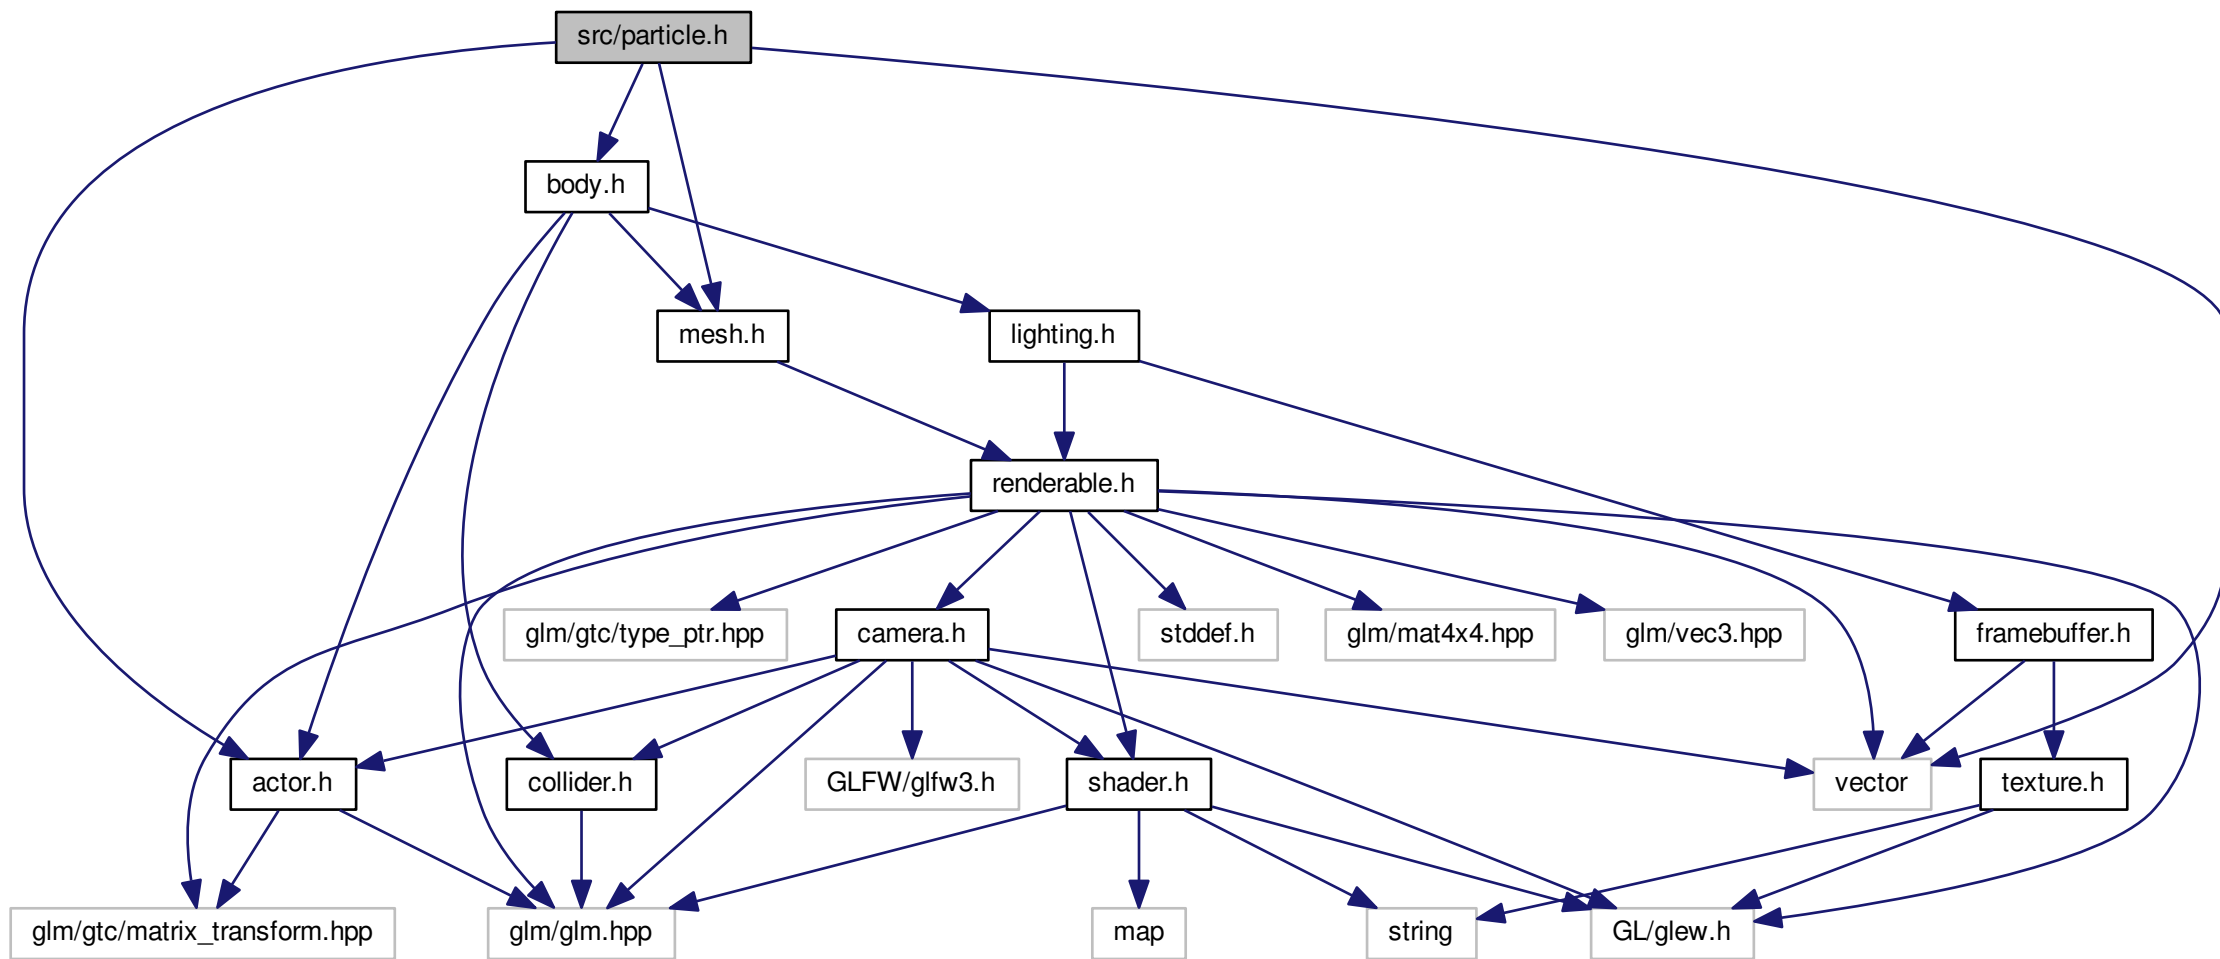 src/particle.h
body.h
mesh.h
lighting.h
renderable.h
glm/gtc/type_ptr.hpp
camera.h
stddef.h
glm/mat4x4.hpp
glm/vec3.hpp
framebuffer.h
actor.h
collider.h
GLFW/glfw3.h
shader.h
vector
texture.h
glm/gtc/matrix_transform.hpp
glm/glm.hpp
map
string
GL/glew.h